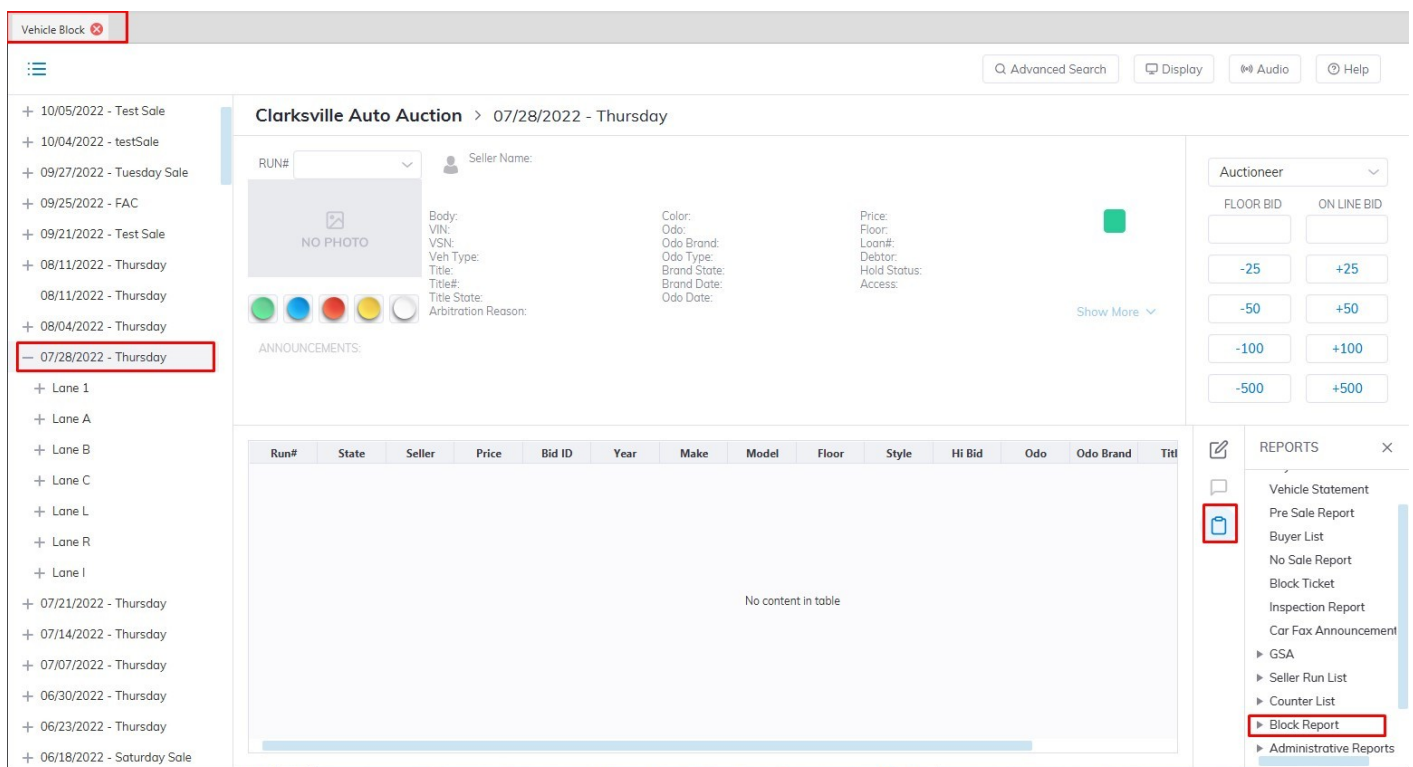 Vehicle Block
Advanced Search
Display
Audio
Help
10/05/2022 - Test Sale
10/04/2022 - testSale
09/27/2022 - Tuesday Sale
09/25/2022 - FAC
09/21/2022 - Test Sale
08/11/2022 - Thursday
08/11/2022 - Thursday
08/04/2022 - Thursday
07/28/2022 - Thursday
Lane 1
Lane A
Lane B
Lane C
Lane L
Lane R
Lane I
07/21/2022 - Thursday
07/14/2022 - Thursday
07/07/2022 - Thursday
06/30/2022 - Thursday
06/23/2022 - Thursday
06/18/2022 - Saturday Sale
Clarksville Auto Auction > 07/28/2022 - Thursday
RUN#
Seller Name:
NO PHOTO
Body:
VIN:
VSN:
Veh Type:
Title:
Title#:
Title State:
Arbitration Reason:
Color:
Odo:
Odo Brand:
Odo Type:
Brand State:
Brand Date:
Odo Date:
Price:
Floor:
Loan#:
Debtor:
Hold Status:
Access:
Show More
ANNOUNCEMENTS:
Auctioneer
FLOOR BID ON LINE BID
-25 +25
-50 +50
-100 +100
-500 +500
Run# State Seller Price Bid ID Year Make Model Floor Style Hi Bid Odo Odo Brand Titl
No content in table
REPORTS
Vehicle Statement
Pre Sale Report
Buyer List
No Sale Report
Block Ticket
Inspection Report
Car Fax Announcement
GSA
Seller Run List
Counter List
Block Report
Administrative Reports